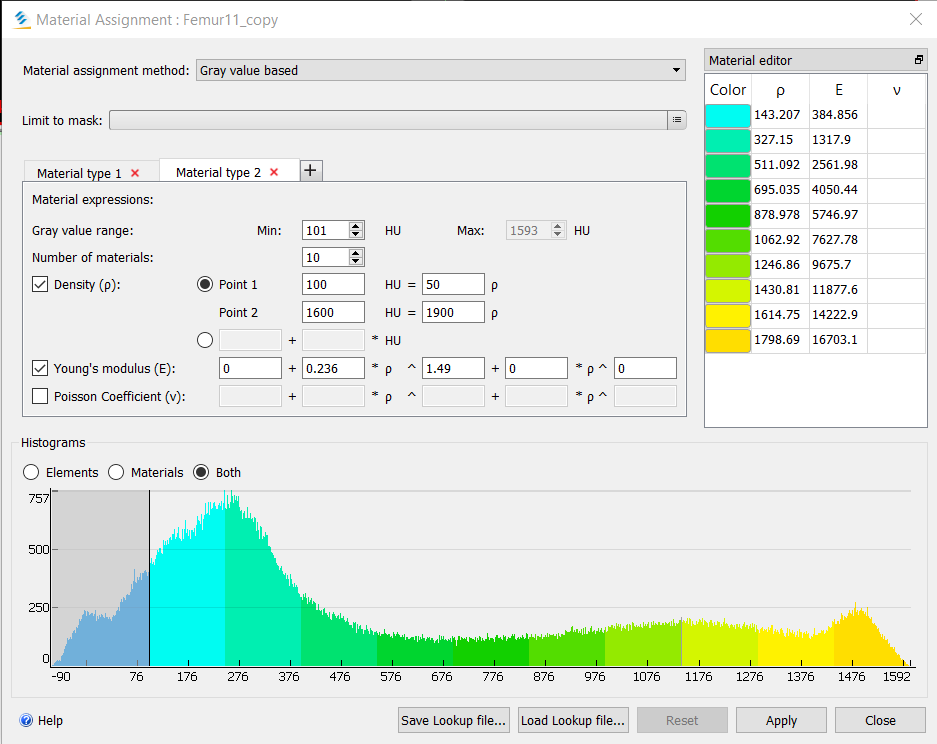 Material Assignment : Femur11_copy
Material assignment method: Gray value based
Limit to mask:
Material type 1
Material type 2
Material expressions:
Gray value range: Min: 101 HU Max: 1593 HU
Number of materials: 10
Density (ρ): Point 1 100 HU = 50 ρ
Point 2 1600 HU = 1900 ρ
+ * HU
Young's modulus (E): 0 + 0.236 * ρ ^ 1.49 + 0 * ρ ^ 0
Poisson Coefficient (ν): + * ρ ^ + * ρ ^
Material editor
Color ρ E ν
143.207 384.856
327.15 1317.9
511.092 2561.98
695.035 4050.44
878.978 5746.97
1062.92 7627.78
1246.86 9675.7
1430.81 11877.6
1614.75 14222.9
1798.69 16703.1
Histograms
Elements Materials Both
757
500
250
0
-90 76 176 276 376 476 576 676 776 876 976 1076 1176 1276 1376 1476 1592
Help Save Lookup file... Load Lookup file... Reset Apply Close